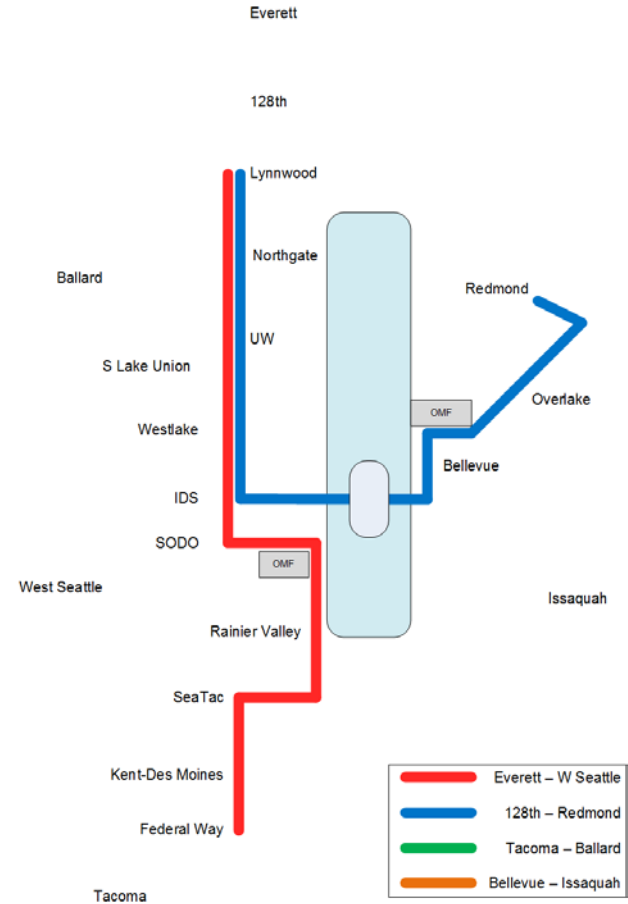 Everett
128th
Lynnwood
Northgate
Ballard
Redmond
UW
S Lake Union
Overlake
OMF
Westlake
Bellevue
IDS
SODO
OMF
West Seattle
Issaquah
Rainier Valley
SeaTac
Kent-Des Moines
Everett – W Seattle
128th – Redmond
Federal Way
Tacoma – Ballard
Bellevue – Issaquah
Tacoma